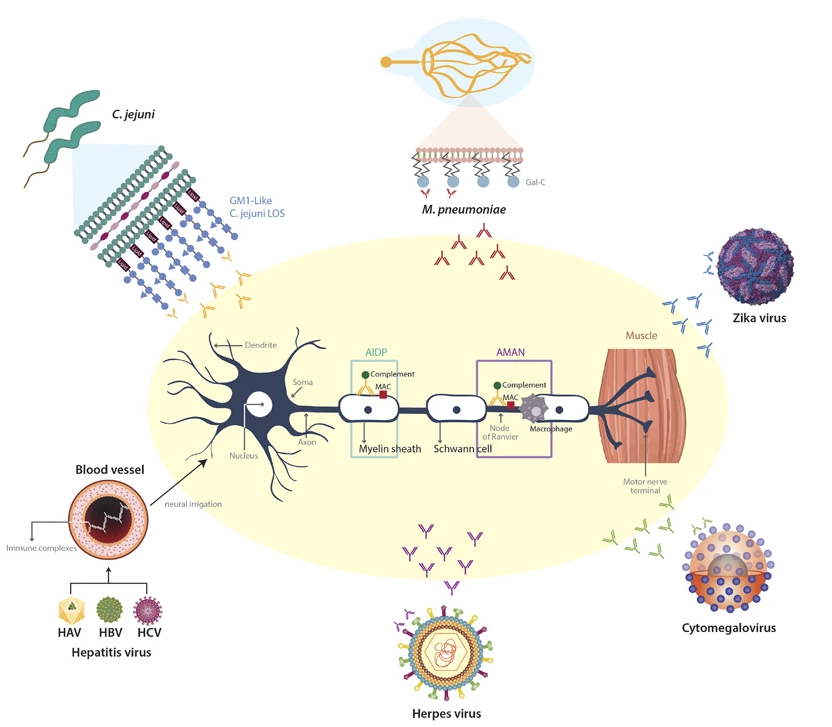 C. jejuni
GM1-Like
C. jejuni LOS
Gal-C
M. pneumoniae
Zika virus
Muscle
Dendrite
AIDP
AMAN
Complement
MAC
Complement
MAC
Soma
Axon
Nucleus
Node
of Ranvier
Macrophage
Myelin sheath
Schwann cell
Motor nerve
terminal
Blood vessel
neural irrigation
Immune complexes
HAV
HBV
HCV
Hepatitis virus
Cytomegalovirus
Herpes virus